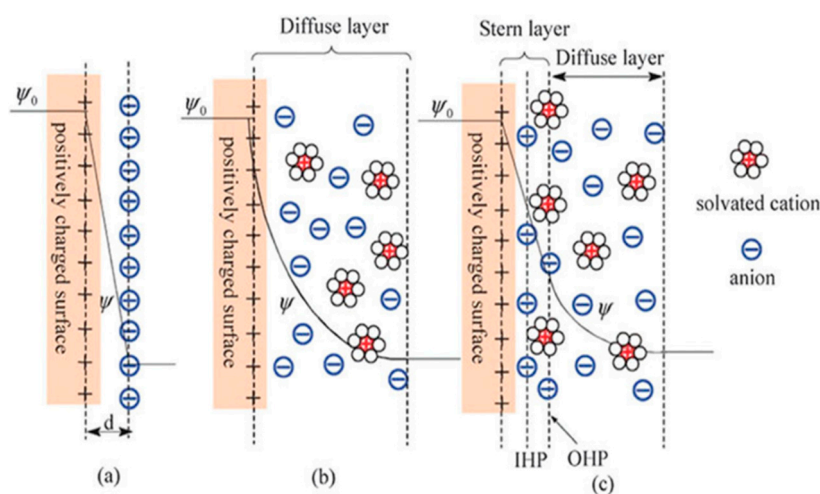 Diffuse layer
Stern layer
Diffuse layer
ψ₀
ψ₀
ψ₀
positively charged surface
positively charged surface
positively charged surface
ψ
ψ
ψ
solvated cation
anion
d
IHP
OHP
(a)
(b)
(c)